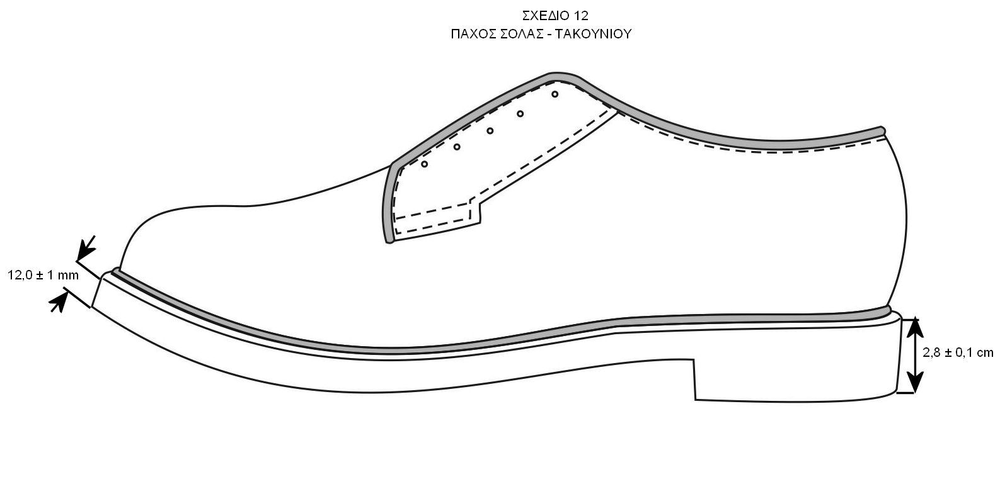 ΣΧΕΔΙΟ 12
ΠΑΧΟΣ ΣΟΛΑΣ - ΤΑΚΟΥΝΙΟΥ
12,0 ± 1 mm
2,8 ± 0,1 cm